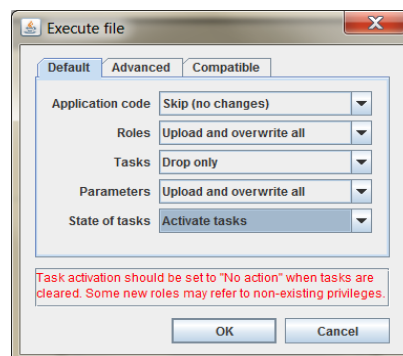 Execute file
Default Advanced Compatible
Application code Skip (no changes)
Roles Upload and overwrite all
Tasks Drop only
Parameters Upload and overwrite all
State of tasks Activate tasks
Task activation should be set to "No action" when tasks are
cleared. Some new roles may refer to non-existing privileges.
OK Cancel